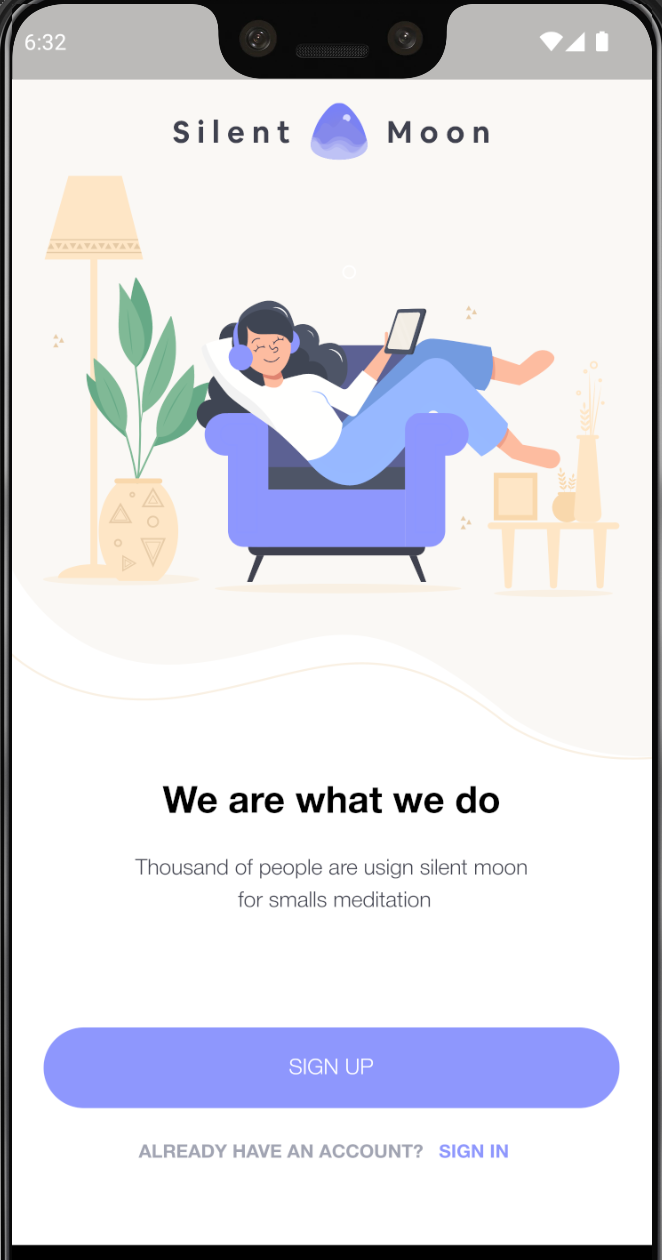 6:32
Silent Moon
We are what we do
Thousand of people are usign silent moon
for smalls meditation
SIGN UP
ALREADY HAVE AN ACCOUNT? SIGN IN